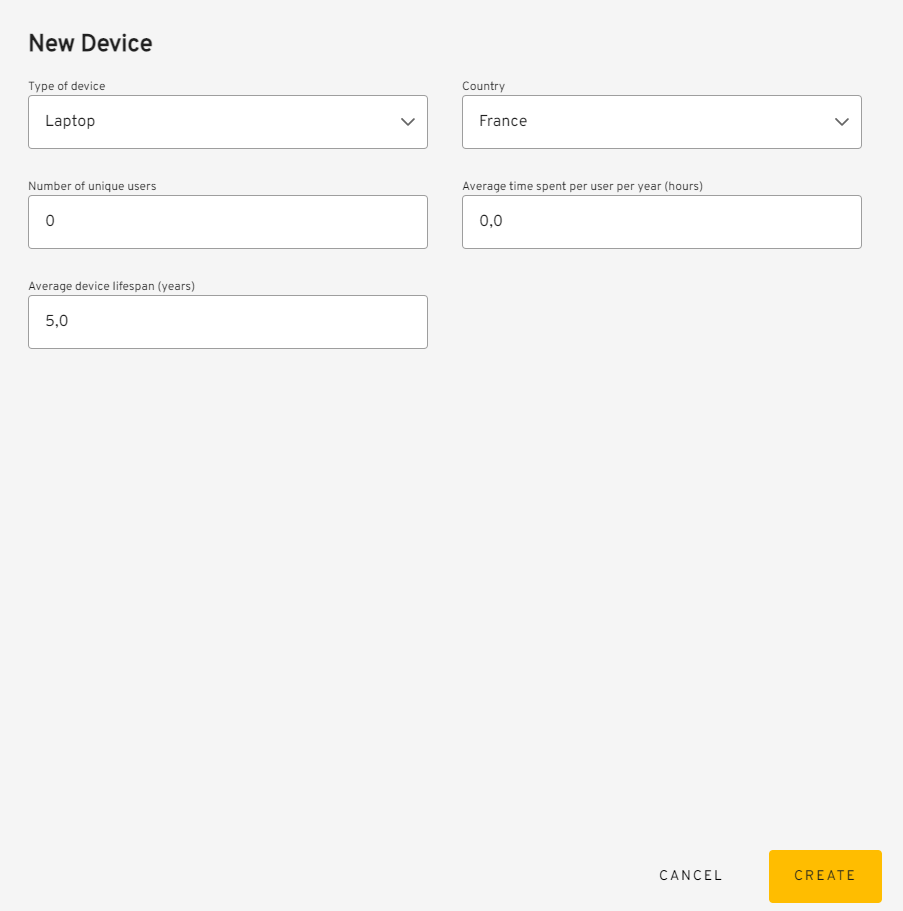 New Device
Type of device
Laptop
Country
France
Number of unique users
0
Average time spent per user per year (hours)
0,0
Average device lifespan (years)
5,0
CANCEL
CREATE